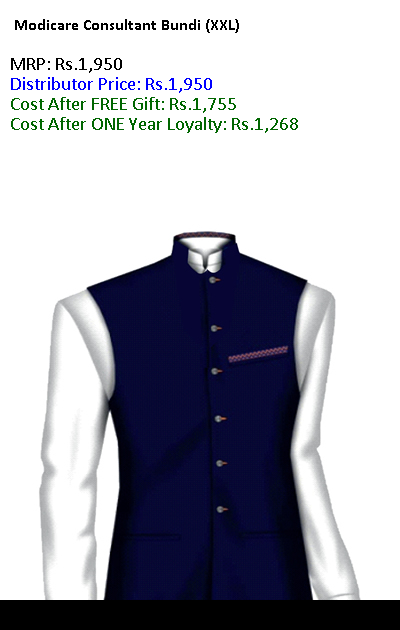 Modicare Consultant Bundi (XXL)
MRP: Rs.1,950
Distributor Price: Rs.1,950
Cost After FREE Gift: Rs.1,755
Cost After ONE Year Loyalty: Rs.1,268